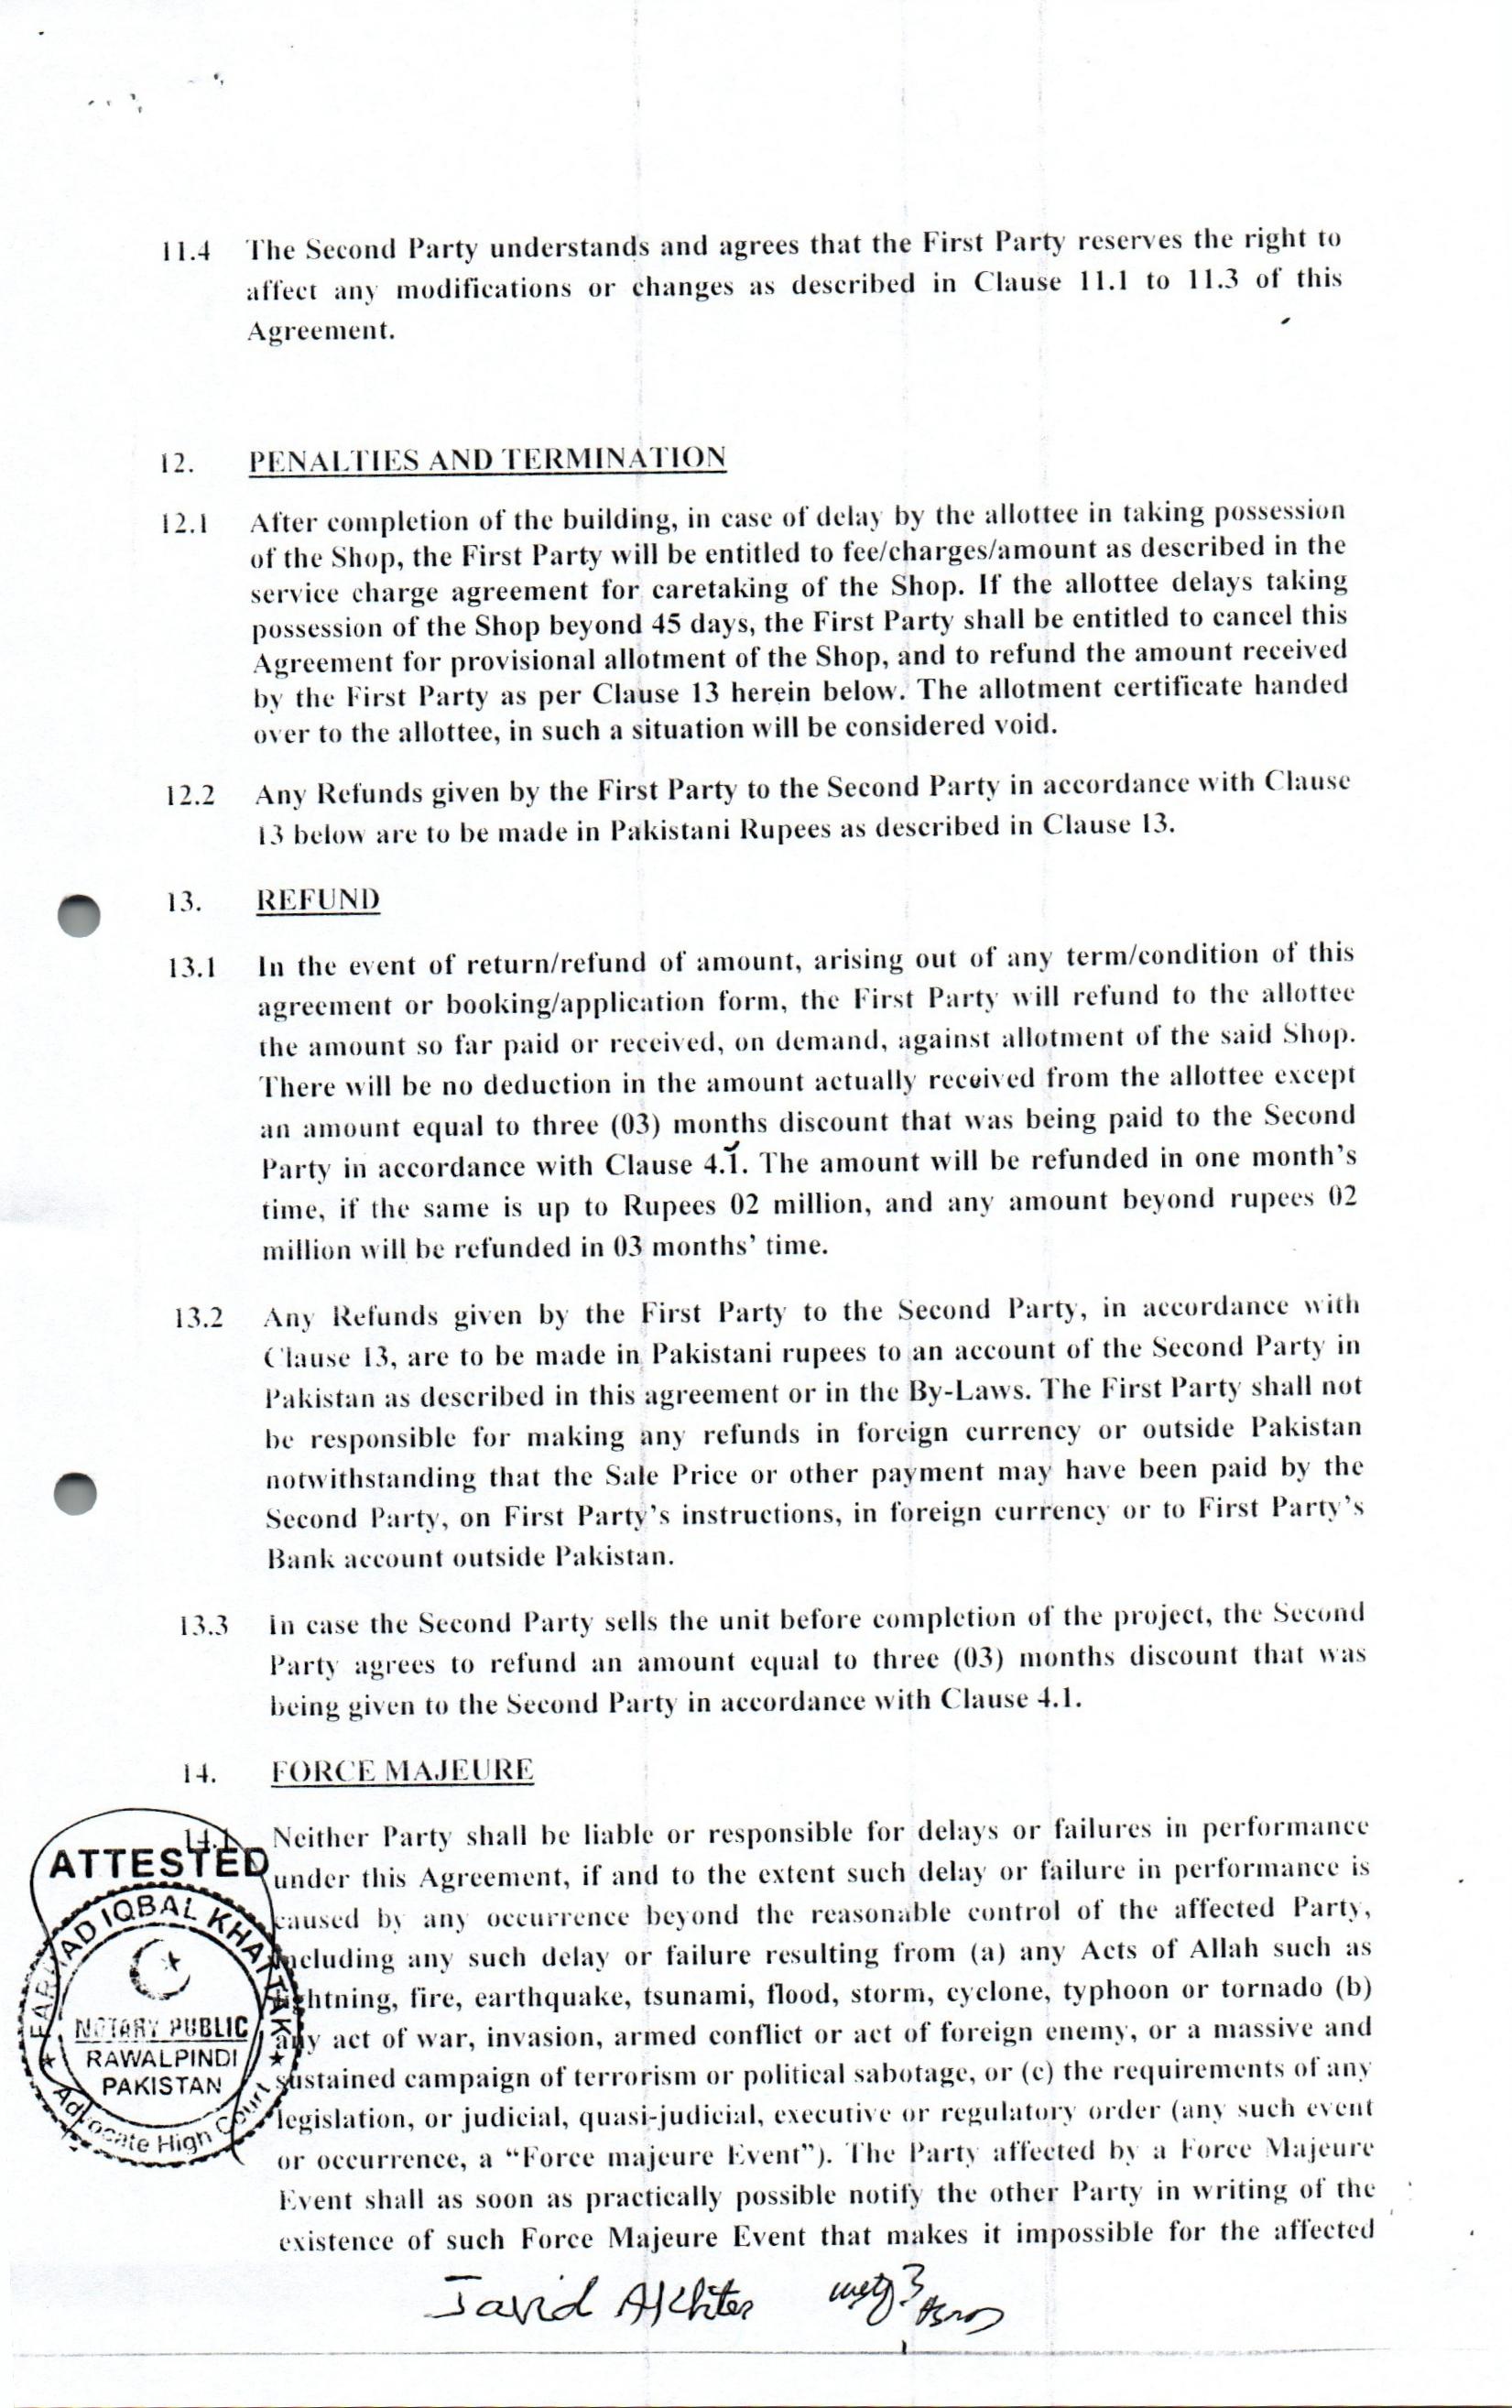 11.4 The Second Party understands and agrees that the First Party reserves the right to
affect any modifications or changes as described in Clause 11.1 to 11.3 of this
Agreement.
12. PENALTIES AND TERMINATION
12.1 After completion of the building, in case of delay by the allottee in taking possession
of the Shop, the First Party will be entitled to fee/charges/amount as described in the
service charge agreement for caretaking of the Shop. If the allottee delays taking
possession of the Shop beyond 45 days, the First Party shall be entitled to cancel this
Agreement for provisional allotment of the Shop, and to refund the amount received
by the First Party as per Clause 13 herein below. The allotment certificate handed
over to the allottee, in such a situation will be considered void.
12.2 Any Refunds given by the First Party to the Second Party in accordance with Clause
13 below are to be made in Pakistani Rupees as described in Clause 13.
13. REFUND
13.1 In the event of return/refund of amount, arising out of any term/condition of this
agreement or booking/application form, the First Party will refund to the allottee
the amount so far paid or received, on demand, against allotment of the said Shop.
There will be no deduction in the amount actually received from the allottee except
an amount equal to three (03) months discount that was being paid to the Second
Party in accordance with Clause 4.1. The amount will be refunded in one month's
time, if the same is up to Rupees 02 million, and any amount beyond rupees 02
million will be refunded in 03 months' time.
13.2 Any Refunds given by the First Party to the Second Party, in accordance with
Clause 13, are to be made in Pakistani rupees to an account of the Second Party in
Pakistan as described in this agreement or in the By-Laws. The First Party shall not
be responsible for making any refunds in foreign currency or outside Pakistan
notwithstanding that the Sale Price or other payment may have been paid by the
Second Party, on First Party's instructions, in foreign currency or to First Party's
Bank account outside Pakistan.
13.3 In case the Second Party sells the unit before completion of the project, the Second
Party agrees to refund an amount equal to three (03) months discount that was
being given to the Second Party in accordance with Clause 4.1.
14. FORCE MAJEURE
14.1 Neither Party shall be liable or responsible for delays or failures in performance
under this Agreement, if and to the extent such delay or failure in performance is
caused by any occurrence beyond the reasonable control of the affected Party,
including any such delay or failure resulting from (a) any Acts of Allah such as
lightning, fire, earthquake, tsunami, flood, storm, cyclone, typhoon or tornado (b)
any act of war, invasion, armed conflict or act of foreign enemy, or a massive and
sustained campaign of terrorism or political sabotage, or (c) the requirements of any
legislation, or judicial, quasi-judicial, executive or regulatory order (any such event
or occurrence, a “Force majeure Event”). The Party affected by a Force Majeure
Event shall as soon as practically possible notify the other Party in writing of the
existence of such Force Majeure Event that makes it impossible for the affected
ATTESTED
FARHAD IQBAL KHATTAK
NOTARY PUBLIC
RAWALPINDI
PAKISTAN
Advocate High Court
Javid Akhter